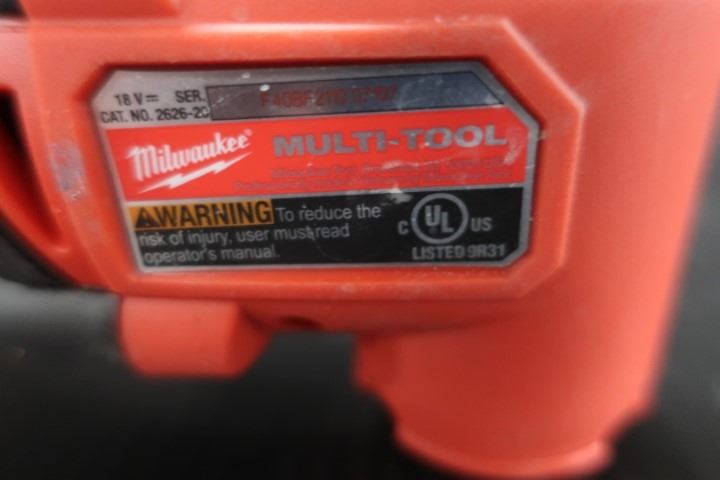 18 V⎓ SER.
CAT. NO. 2626-20
Milwaukee®
MULTI-TOOL
⚠WARNING To reduce the
risk of injury, user must read
operator's manual.
C UL US
LISTED 9R31